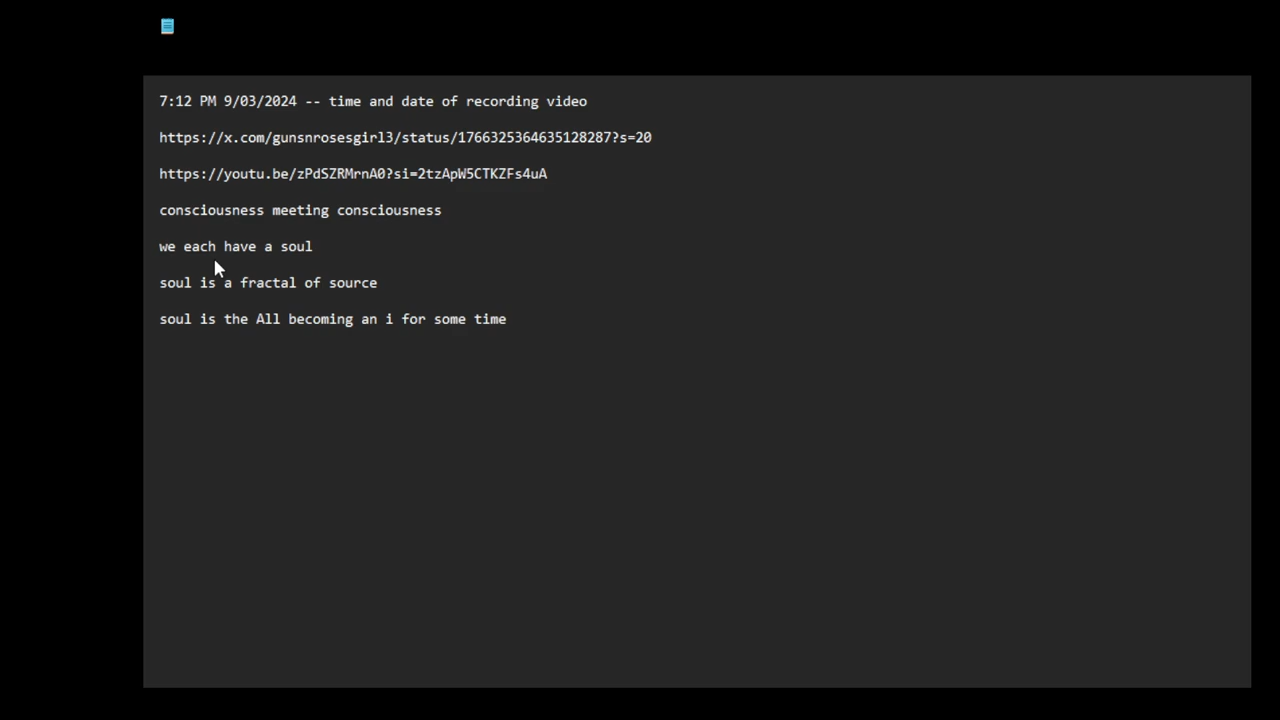 7:12 PM 9/03/2024 -- time and date of recording video
https://x.com/gunsnrosesgirl3/status/1766325364635128287?s=20
https://youtu.be/zPdSZRMrnA0?si=2tzApW5CTKZFs4uA
consciousness meeting consciousness
we each have a soul
soul is a fractal of source
soul is the All becoming an i for some time